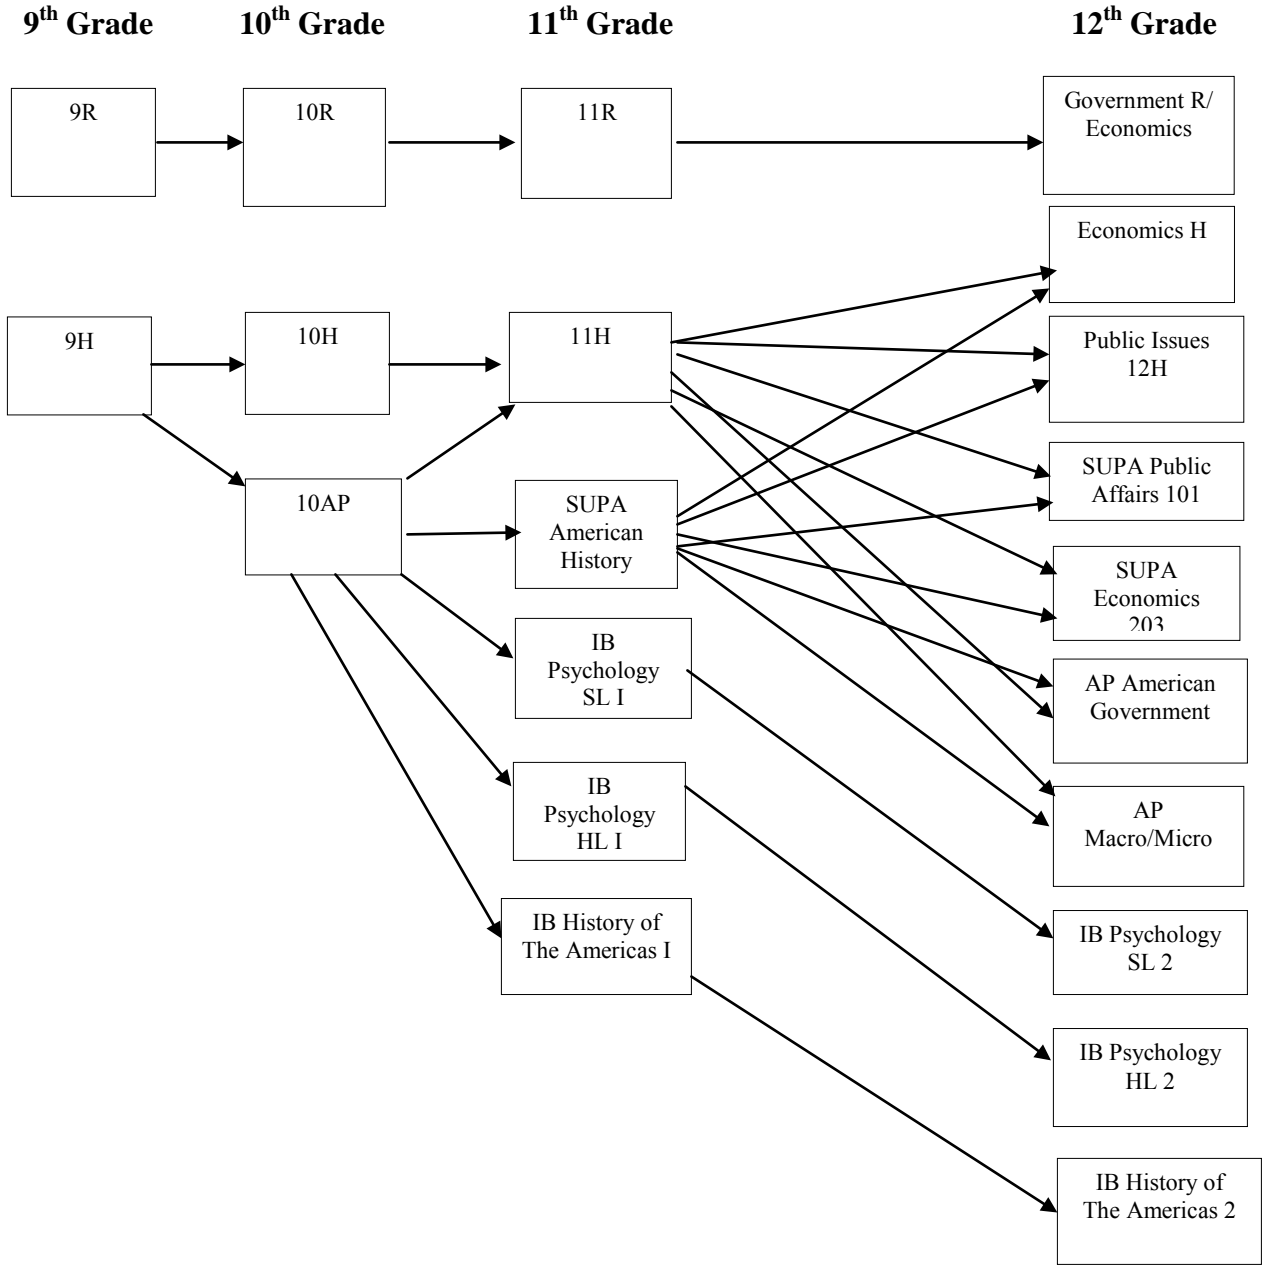 9th Grade
10th Grade
11th Grade
12th Grade
9R
10R
11R
Government R/
Economics
Economics H
9H
10H
11H
Public Issues
12H
10AP
SUPA
American
History
SUPA Public
Affairs 101
SUPA
Economics
203
IB
Psychology
SL I
AP American
Government
IB
Psychology
HL I
AP
Macro/Micro
IB History of
The Americas I
IB Psychology
SL 2
IB Psychology
HL 2
IB History of
The Americas 2